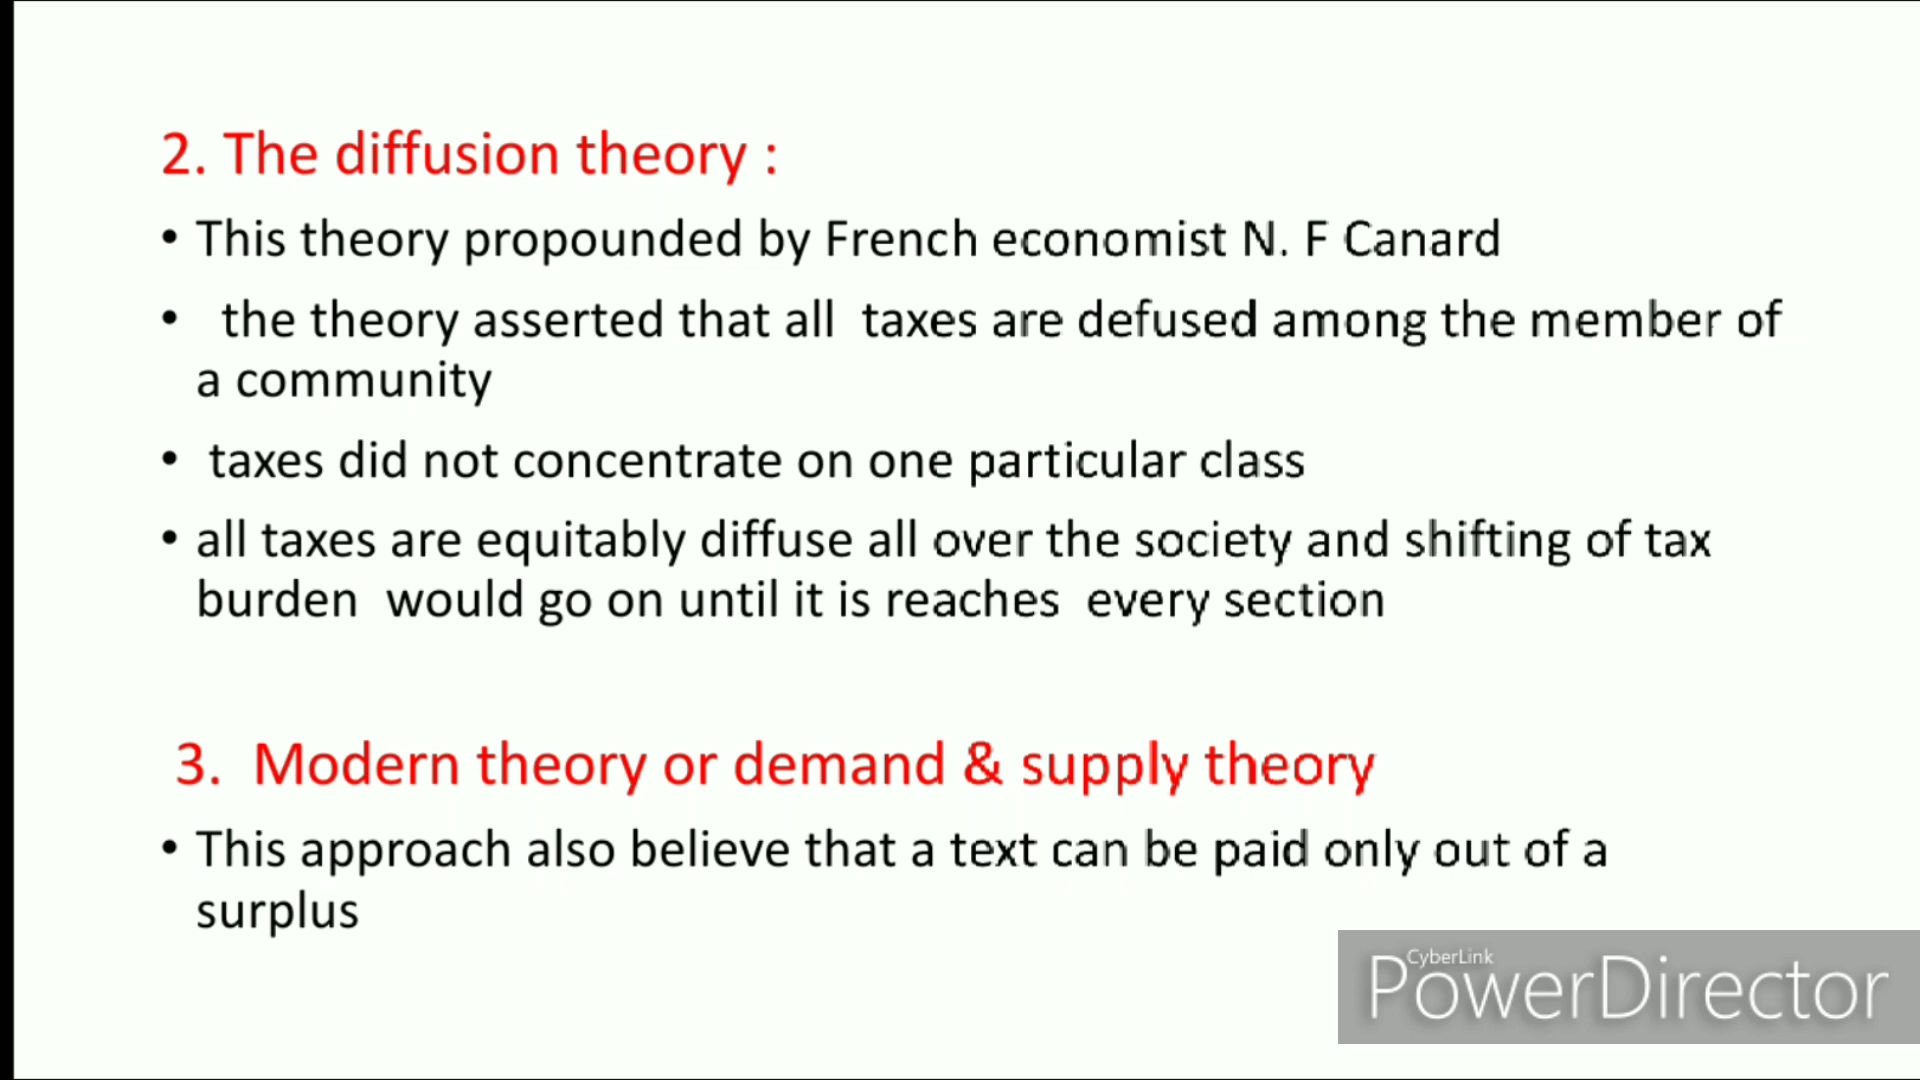 2. The diffusion theory :
• This theory propounded by French economist N. F Canard
• the theory asserted that all taxes are defused among the member of
a community
• taxes did not concentrate on one particular class
• all taxes are equitably diffuse all over the society and shifting of tax
burden would go on until it is reaches every section
3. Modern theory or demand & supply theory
• This approach also believe that a text can be paid only out of a
surplus
CyberLink
PowerDirector